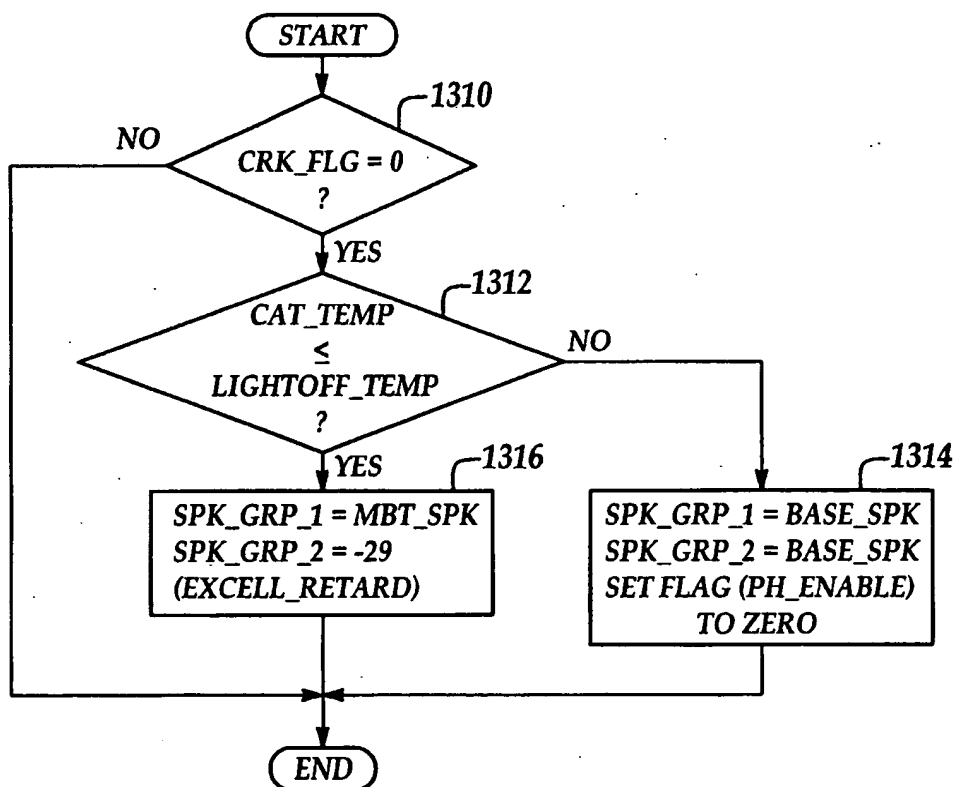 START
1310
NO
CRK_FLG = 0
?
YES
1312
CAT_TEMP
≤
LIGHTOFF_TEMP
?
NO
YES
1316
SPK_GRP_1 = MBT_SPK
SPK_GRP_2 = -29
(EXCELL_RETARD)
1314
SPK_GRP_1 = BASE_SPK
SPK_GRP_2 = BASE_SPK
SET FLAG (PH_ENABLE)
TO ZERO
END